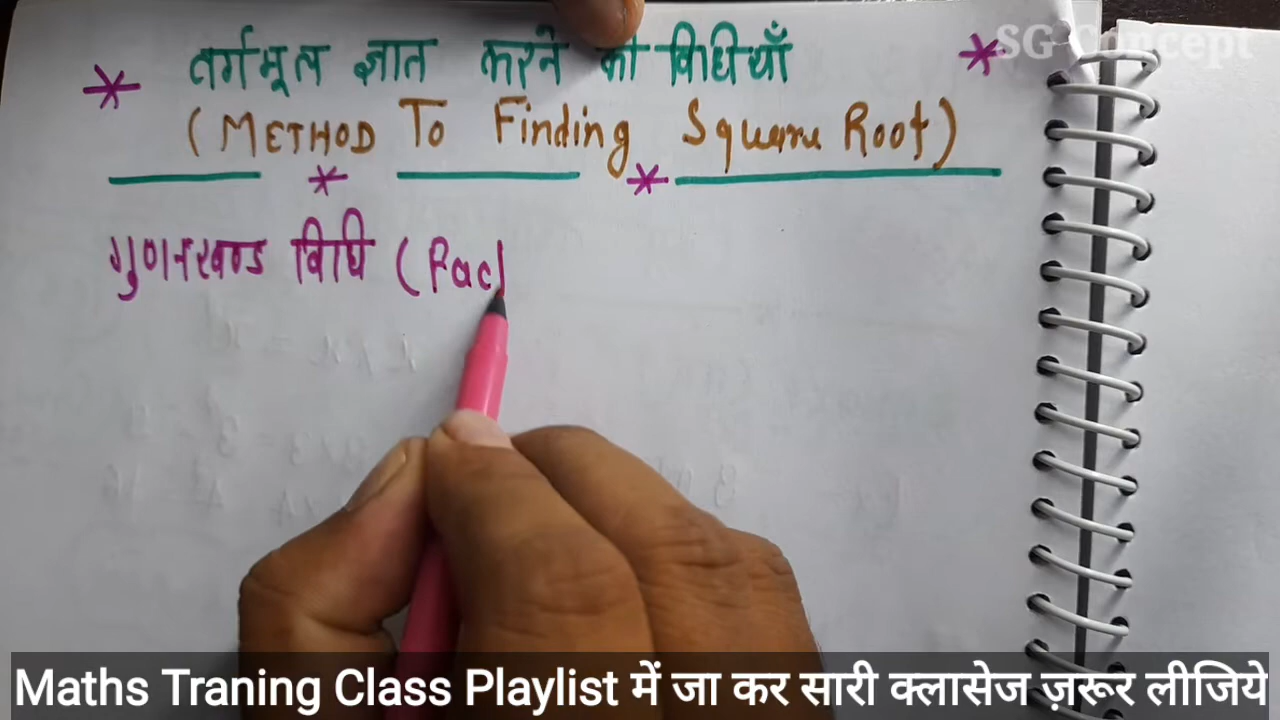 * वर्गमूल ज्ञात करने की विधियाँ *
SG Concept
(METHOD To Finding Square Root)
* *
गुणनखण्ड विधि (Fac
Maths Traning Class Playlist में जा कर सारी क्लासेज ज़रूर लीजिये